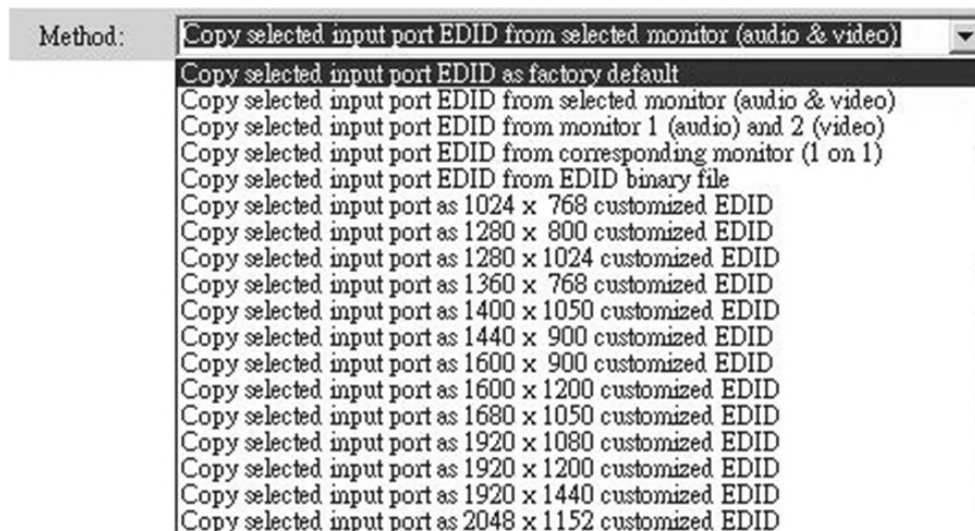 Method: Copy selected input port EDID from selected monitor (audio & video)
Copy selected input port EDID as factory default
Copy selected input port EDID from selected monitor (audio & video)
Copy selected input port EDID from monitor 1 (audio) and 2 (video)
Copy selected input port EDID from corresponding monitor (1 on 1)
Copy selected input port EDID from EDID binary file
Copy selected input port as 1024 x 768 customized EDID
Copy selected input port as 1280 x 800 customized EDID
Copy selected input port as 1280 x 1024 customized EDID
Copy selected input port as 1360 x 768 customized EDID
Copy selected input port as 1400 x 1050 customized EDID
Copy selected input port as 1440 x 900 customized EDID
Copy selected input port as 1600 x 900 customized EDID
Copy selected input port as 1600 x 1200 customized EDID
Copy selected input port as 1680 x 1050 customized EDID
Copy selected input port as 1920 x 1080 customized EDID
Copy selected input port as 1920 x 1200 customized EDID
Copy selected input port as 1920 x 1440 customized EDID
Copy selected input port as 2048 x 1152 customized EDID